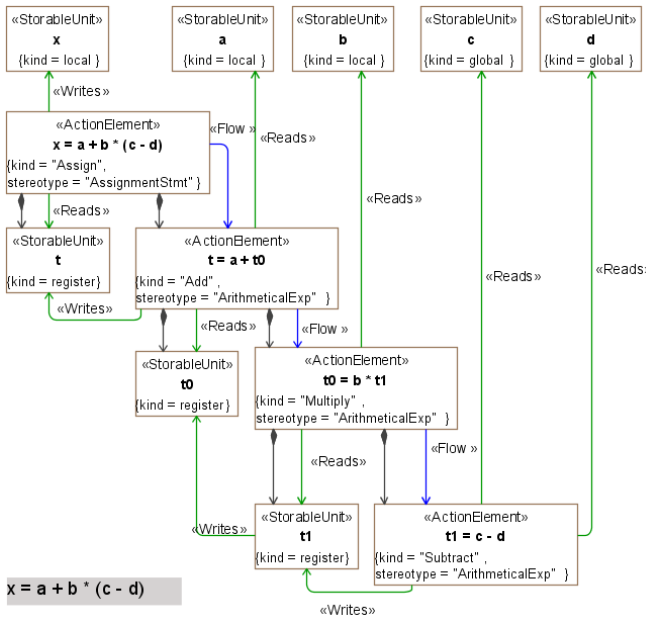 «StorableUnit»
x
{kind = local }
«StorableUnit»
a
{kind = local }
«StorableUnit»
b
{kind = local }
«StorableUnit»
c
{kind = global }
«StorableUnit»
d
{kind = global }
«Writes»
«ActionElement»
x = a + b * (c - d)
{kind = "Assign",
stereotype = "AssignmentStmt" }
«Flow »
«Reads»
«Reads»
«Reads»
«Reads»
«Reads»
«StorableUnit»
t
{kind = register}
«Writes»
«ActionElement»
t = a + t0
{kind = "Add" ,
stereotype = "ArithmeticalExp" }
«Reads»
«Flow »
«StorableUnit»
t0
{kind = register}
«ActionElement»
t0 = b * t1
{kind = "Multiply" ,
stereotype = "ArithmeticalExp" }
«Reads»
«Flow »
«Writes»
«StorableUnit»
t1
{kind = register}
«ActionElement»
t1 = c - d
{kind = "Subtract" ,
stereotype = "ArithmeticalExp" }
«Writes»
x = a + b * (c - d)